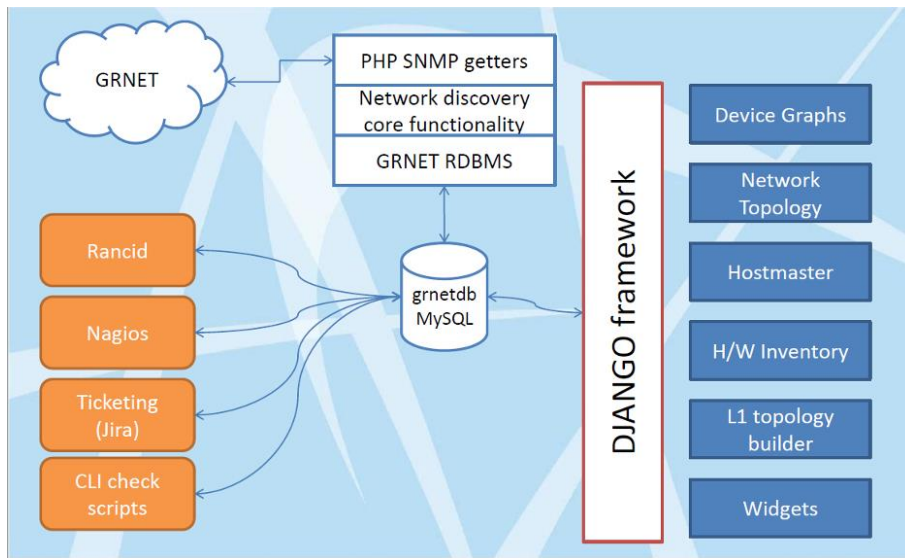 GRNET
PHP SNMP getters
Network discovery
core functionality
GRNET RDBMS
Rancid
Nagios
Ticketing
(Jira)
CLI check
scripts
grnetdb
MySQL
DJANGO framework
Device Graphs
Network
Topology
Hostmaster
H/W Inventory
L1 topology
builder
Widgets